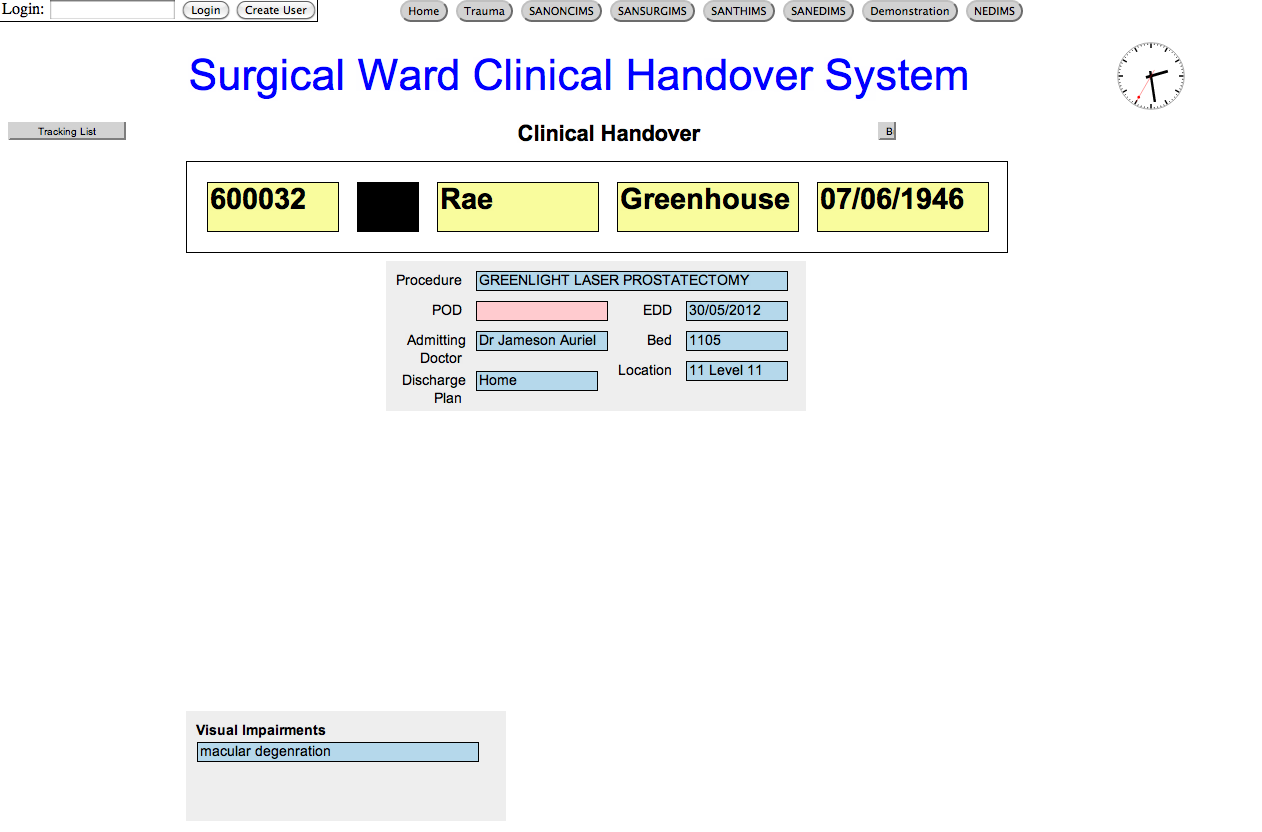 Login: Login Create User Home Trauma SANONCIMS SANSURGIMS SANTHIMS SANEDIMS Demonstration NEDIMS
Surgical Ward Clinical Handover System
Tracking List Clinical Handover B
600032 Rae Greenhouse 07/06/1946
Procedure GREENLIGHT LASER PROSTATECTOMY
POD EDD 30/05/2012
Admitting Doctor Dr Jameson Auriel Bed 1105
Location 11 Level 11
Discharge Plan Home
Visual Impairments
macular degenration